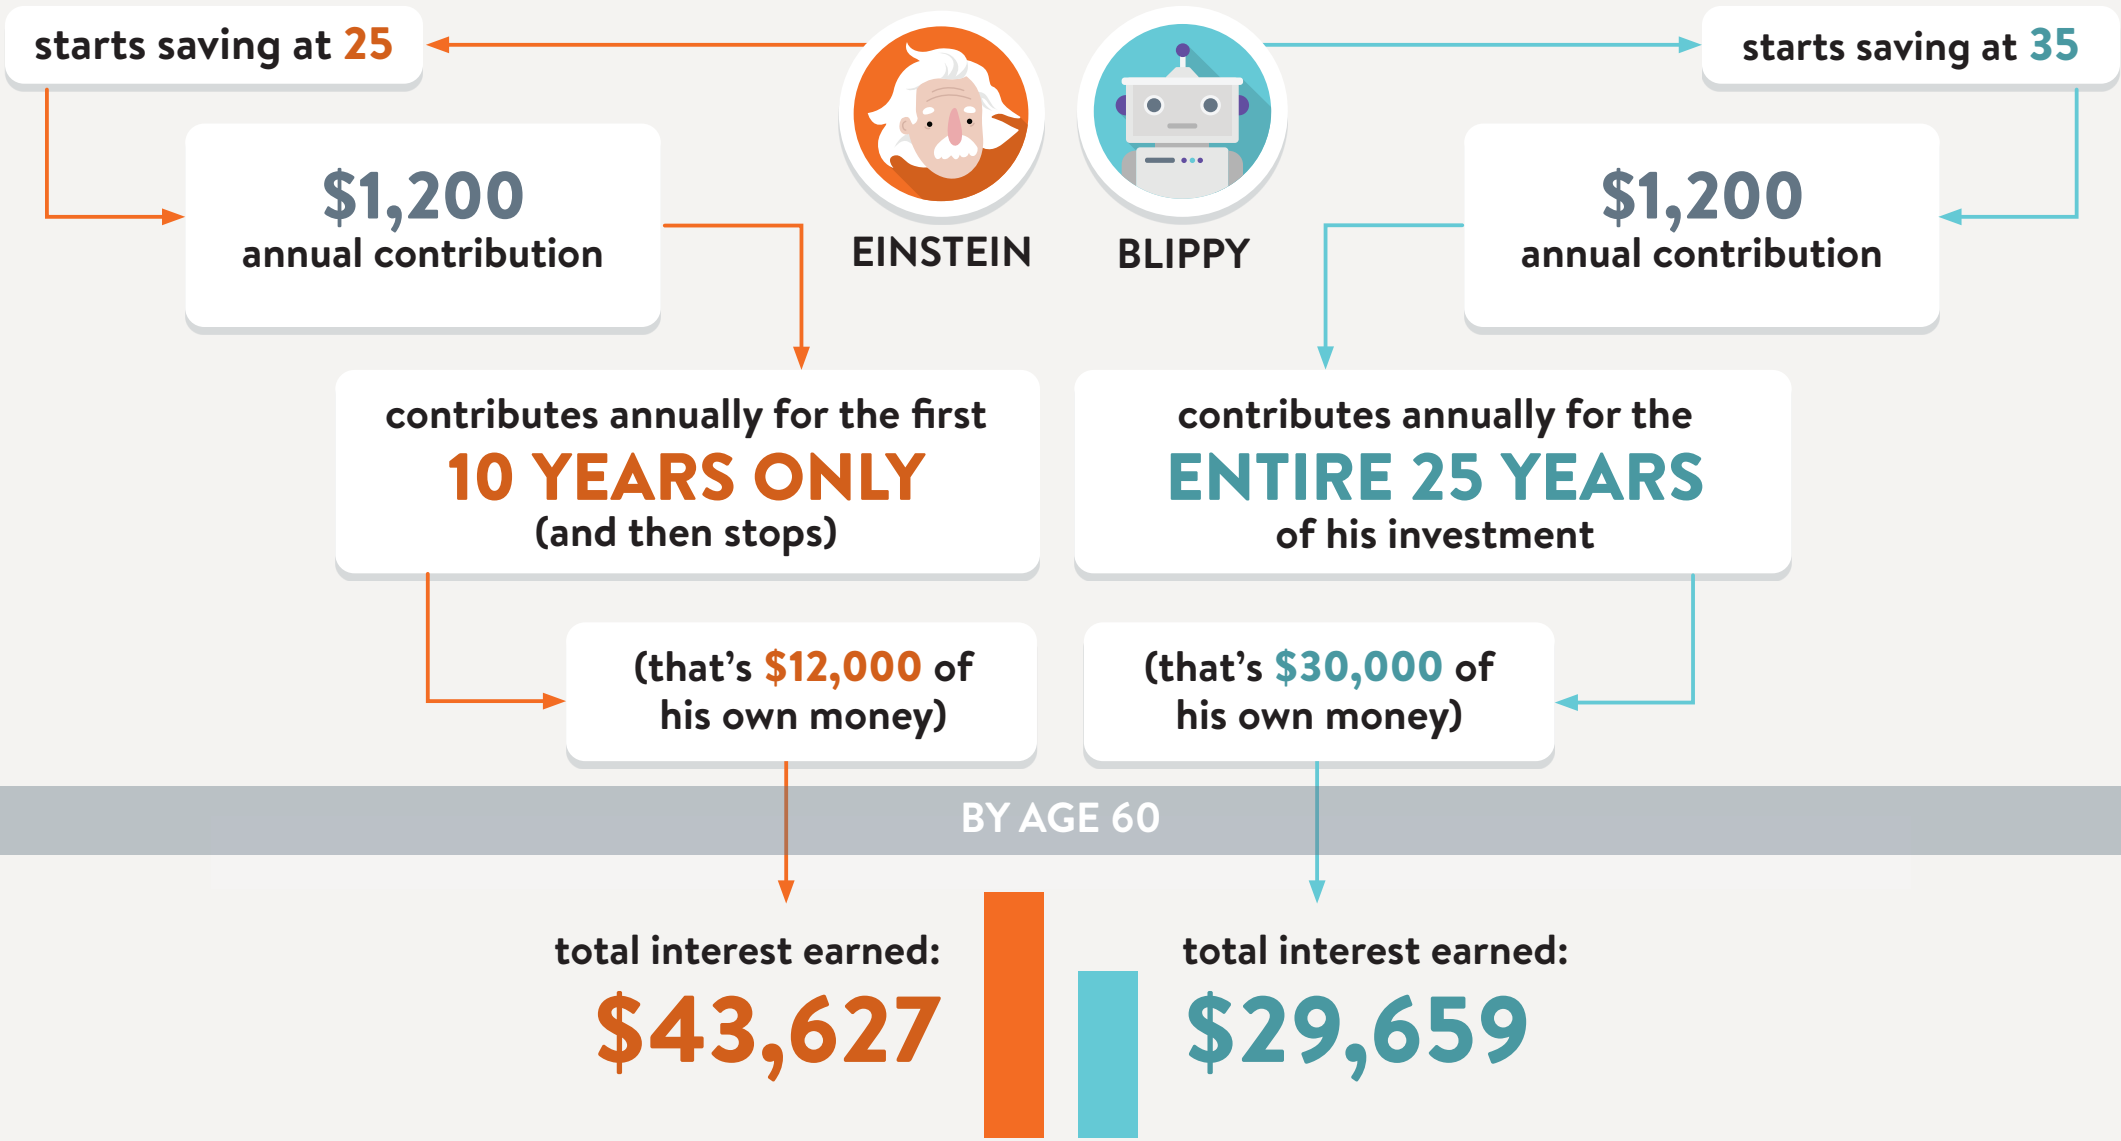 starts saving at 25
$1,200
annual contribution
contributes annually for the first
10 YEARS ONLY
(and then stops)
(that’s $12,000 of
his own money)
EINSTEIN
BLIPPY
starts saving at 35
$1,200
annual contribution
contributes annually for the
ENTIRE 25 YEARS
of his investment
(that’s $30,000 of
his own money)
BY AGE 60
total interest earned:
$43,627
total interest earned:
$29,659